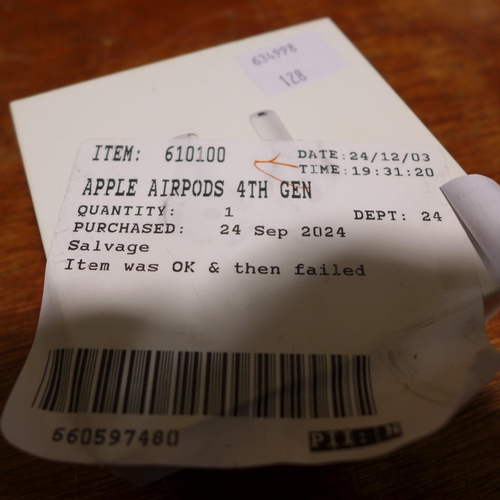 634998
128
ITEM: 610100
DATE:24/12/03
TIME:19:31:20
APPLE AIRPODS 4TH GEN
QUANTITY: 1 DEPT: 24
PURCHASED: 24 Sep 2024
Salvage
Item was OK & then failed
660597480